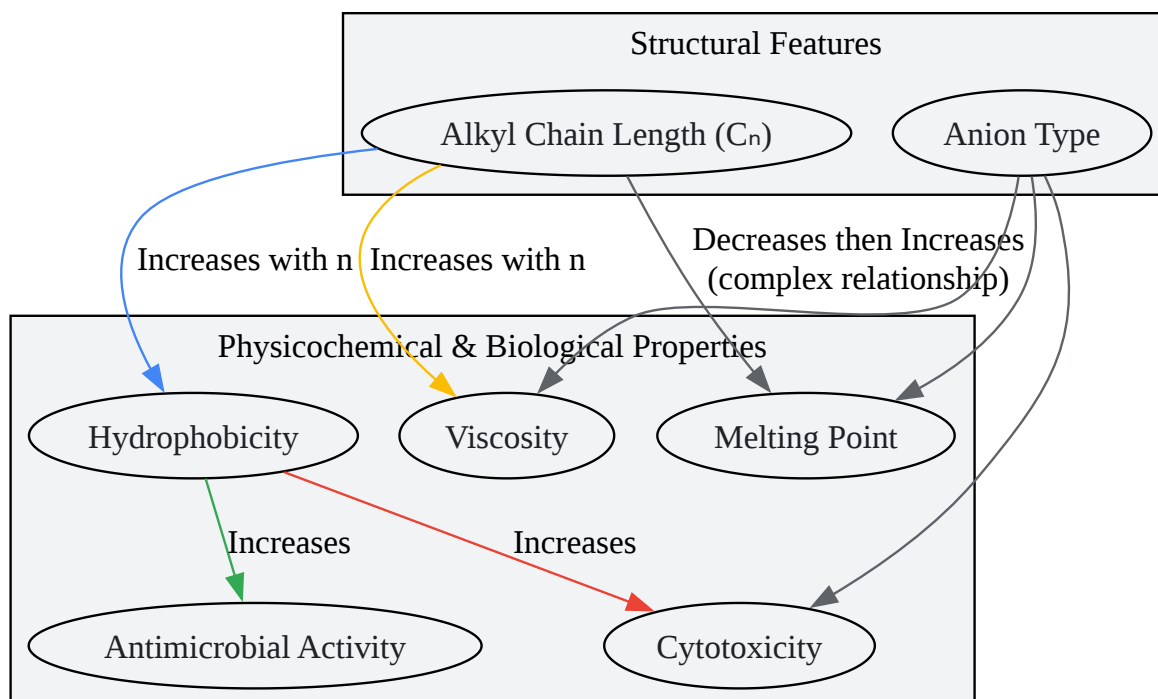 Structural Features
Alkyl Chain Length (Cₙ)
Anion Type
Increases with n
Increases with n
Decreases then Increases
(complex relationship)
Physicochemical & Biological Properties
Hydrophobicity
Viscosity
Melting Point
Increases
Increases
Antimicrobial Activity
Cytotoxicity